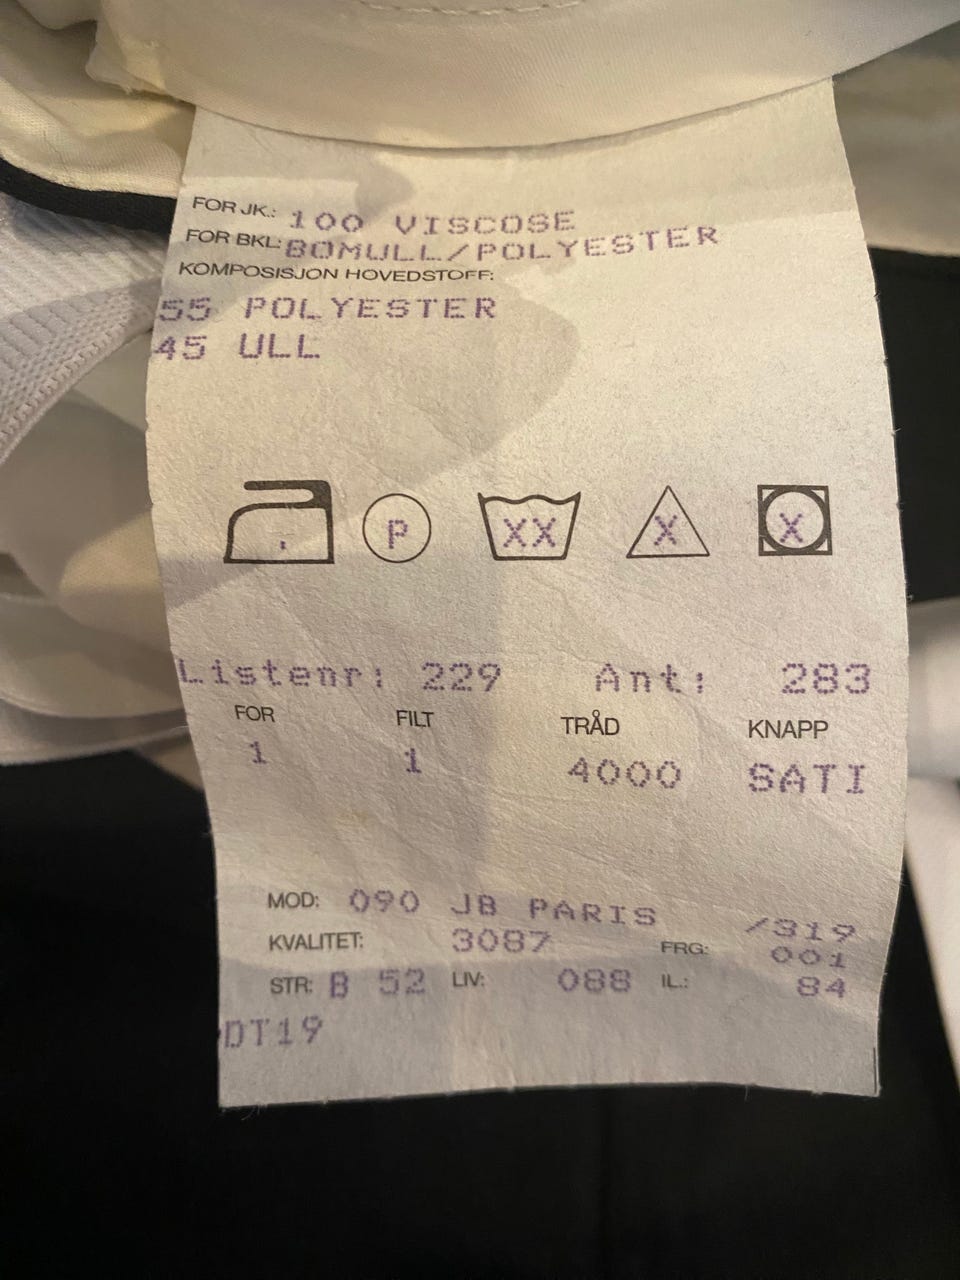 FOR JK.: 100 VISCOSE
FOR BKL: BOMULL/POLYESTER
KOMPOSISJON HOVEDSTOFF:
55 POLYESTER
45 ULL
. P XX X X
Listenr: 229 Ant: 283
FOR FILT TRÅD KNAPP
1 1 4000 SATI
MOD: 090 JB PARIS /319
KVALITET: 3087 FRG: 001
STR: B 52 LIV: 088 IL.: 84
DT19